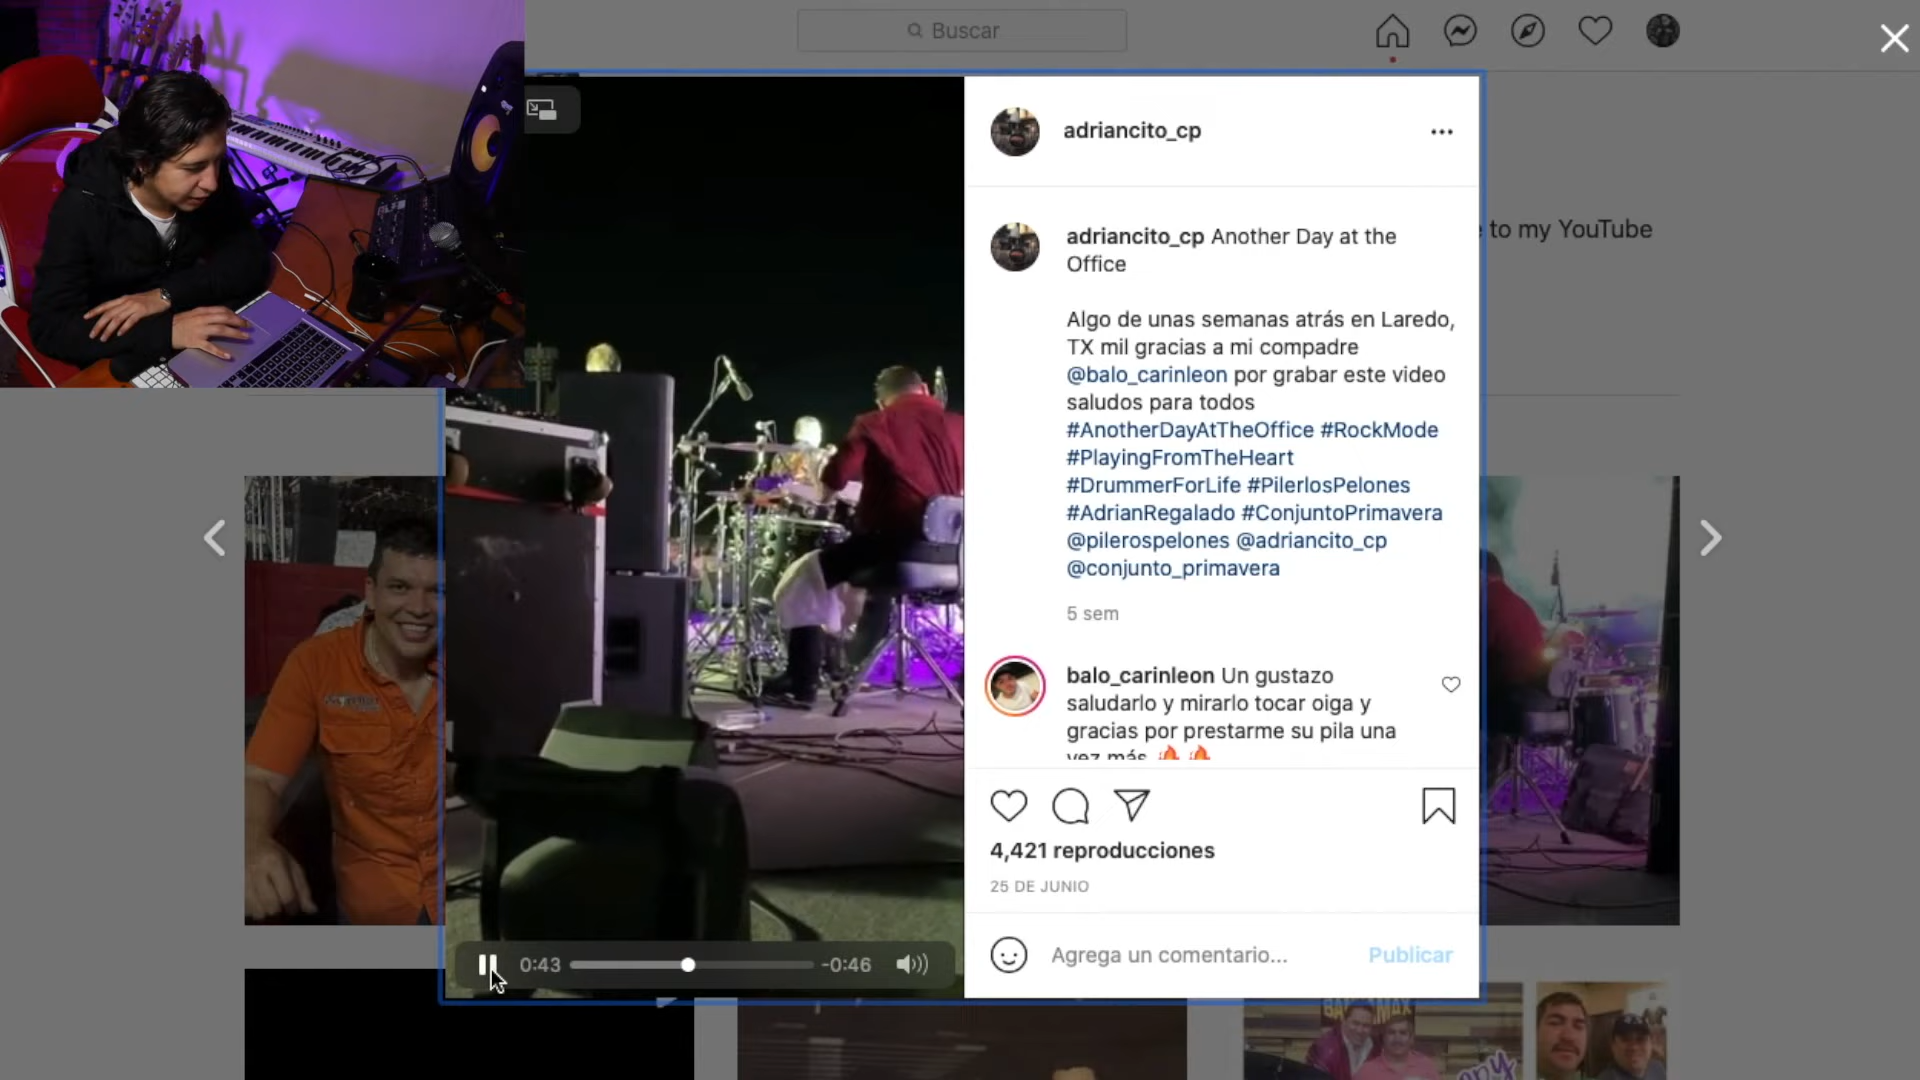 Buscar
adriancito_cp
to my YouTube
adriancito_cp Another Day at the
Office
Algo de unas semanas atrás en Laredo,
TX mil gracias a mi compadre
@balo_carinleon por grabar este video
saludos para todos
#AnotherDayAtTheOffice #RockMode
#PlayingFromTheHeart
#DrummerForLife #PilerlosPelones
#AdrianRegalado #ConjuntoPrimavera
@pilerospelones @adriancito_cp
@conjunto_primavera
5 sem
balo_carinleon Un gustazo
saludarlo y mirarlo tocar oiga y
gracias por prestarme su pila una
vez más 🔥 🔥
4,421 reproducciones
25 DE JUNIO
0:43
-0:46
Agrega un comentario...
Publicar